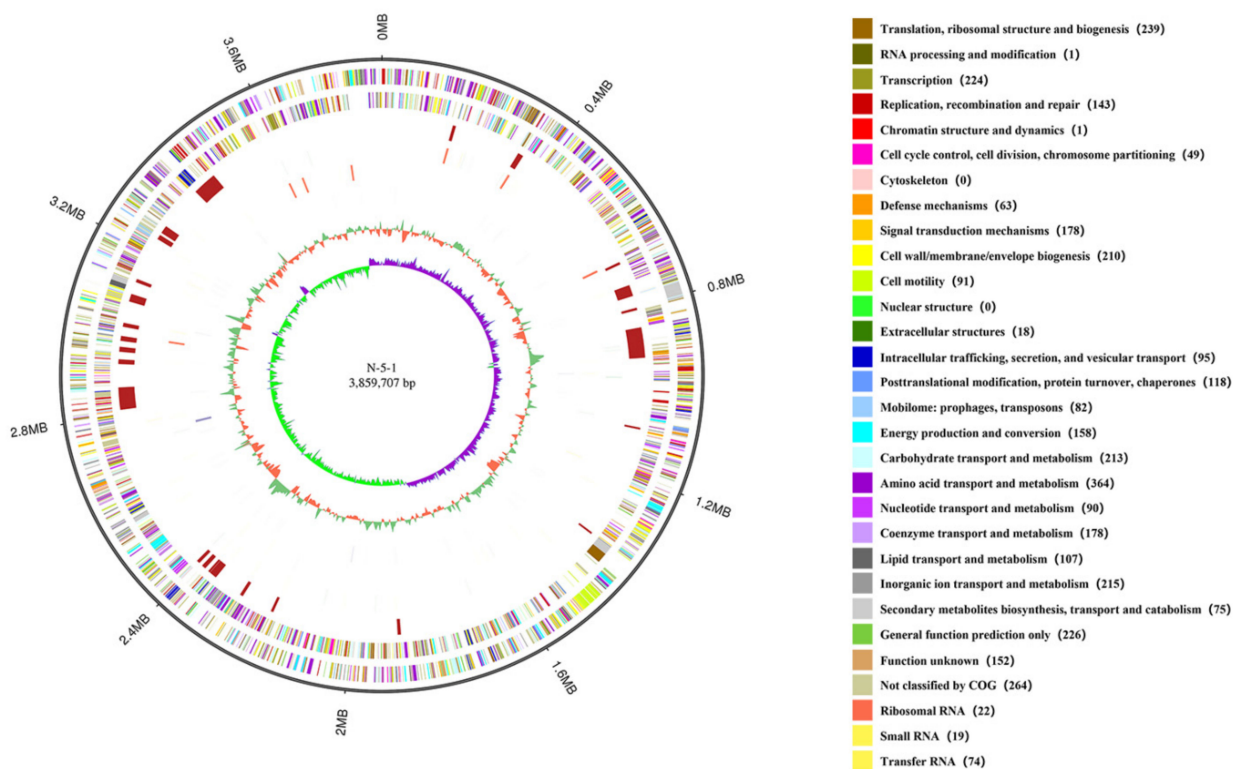 0MB
0.4MB
0.8MB
1.2MB
1.6MB
2MB
2.4MB
2.8MB
3.2MB
3.6MB
N-5-1
3,859,707 bp
Translation, ribosomal structure and biogenesis (239)
RNA processing and modification (1)
Transcription (224)
Replication, recombination and repair (143)
Chromatin structure and dynamics (1)
Cell cycle control, cell division, chromosome partitioning (49)
Cytoskeleton (0)
Defense mechanisms (63)
Signal transduction mechanisms (178)
Cell wall/membrane/envelope biogenesis (210)
Cell motility (91)
Nuclear structure (0)
Extracellular structures (18)
Intracellular trafficking, secretion, and vesicular transport (95)
Posttranslational modification, protein turnover, chaperones (118)
Mobilome: prophages, transposons (82)
Energy production and conversion (158)
Carbohydrate transport and metabolism (213)
Amino acid transport and metabolism (364)
Nucleotide transport and metabolism (90)
Coenzyme transport and metabolism (178)
Lipid transport and metabolism (107)
Inorganic ion transport and metabolism (215)
Secondary metabolites biosynthesis, transport and catabolism (75)
General function prediction only (226)
Function unknown (152)
Not classified by COG (264)
Ribosomal RNA (22)
Small RNA (19)
Transfer RNA (74)